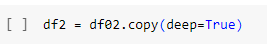 [ ] df2 = df02.copy(deep=True)